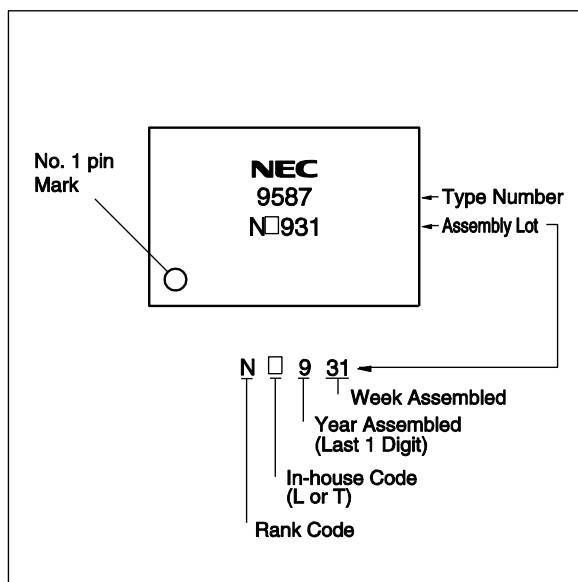 No. 1 pin
Mark
NEC
9587
N□931
Type Number
Assembly Lot
N □ 9 31
Week Assembled
Year Assembled
(Last 1 Digit)
In-house Code
(L or T)
Rank Code